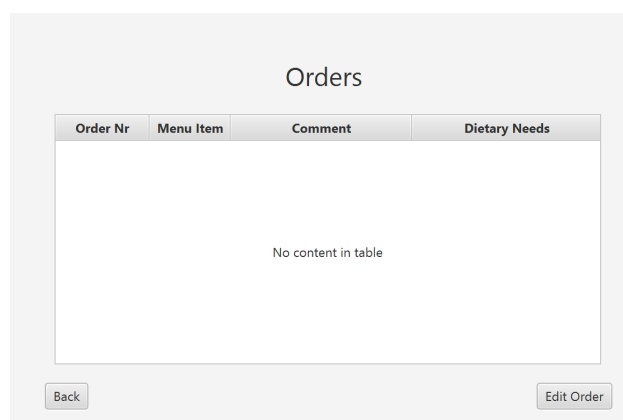 Orders
Order Nr Menu Item Comment Dietary Needs
No content in table
Back Edit Order